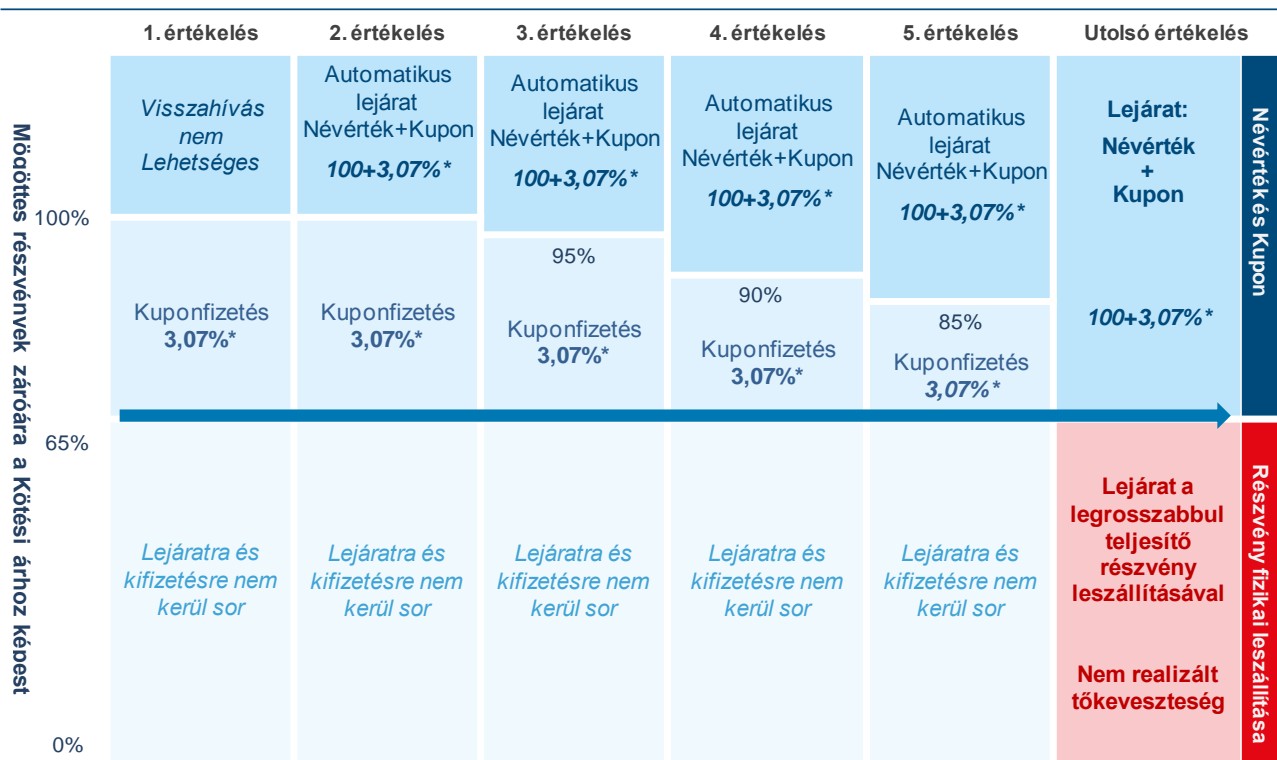 1. értékelés
2. értékelés
3. értékelés
4. értékelés
5. értékelés
Utolsó értékelés
Mögöttes részvények záróára a Kötési árhoz képest
100%
65%
0%
Visszahívás
nem
Lehetséges
Automatikus
lejárat
Névérték+Kupon
100+3,07%*
Automatikus
lejárat
Névérték+Kupon
100+3,07%*
Automatikus
lejárat
Névérték+Kupon
100+3,07%*
Automatikus
lejárat
Névérték+Kupon
100+3,07%*
Lejárat:
Névérték
+
Kupon
100+3,07%*
Névérték és Kupon
Kuponfizetés
3,07%*
Kuponfizetés
3,07%*
95%
Kuponfizetés
3,07%*
90%
Kuponfizetés
3,07%*
85%
Kuponfizetés
3,07%*
Lejáratra és
kifizetésre nem
kerül sor
Lejáratra és
kifizetésre nem
kerül sor
Lejáratra és
kifizetésre nem
kerül sor
Lejáratra és
kifizetésre nem
kerül sor
Lejáratra és
kifizetésre nem
kerül sor
Lejárat a
legrosszabbul
teljesítő
részvény
leszállításával
Nem realizált
tőkeveszteség
Részvény fizikai leszállítása